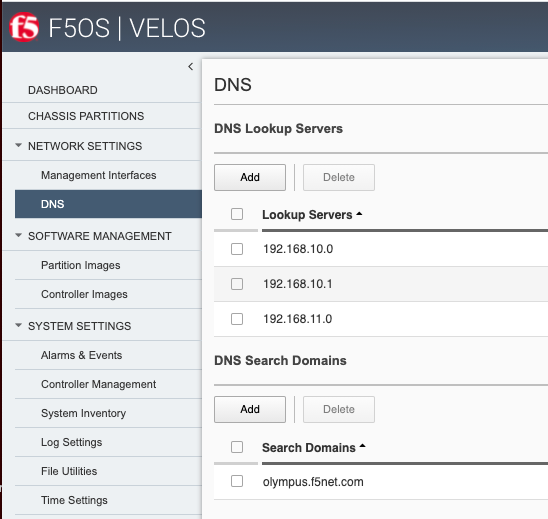 f5 F5OS | VELOS
DASHBOARD
CHASSIS PARTITIONS
NETWORK SETTINGS
Management Interfaces
DNS
SOFTWARE MANAGEMENT
Partition Images
Controller Images
SYSTEM SETTINGS
Alarms & Events
Controller Management
System Inventory
Log Settings
File Utilities
Time Settings
DNS
DNS Lookup Servers
Add Delete
Lookup Servers
192.168.10.0
192.168.10.1
192.168.11.0
DNS Search Domains
Add Delete
Search Domains
olympus.f5net.com